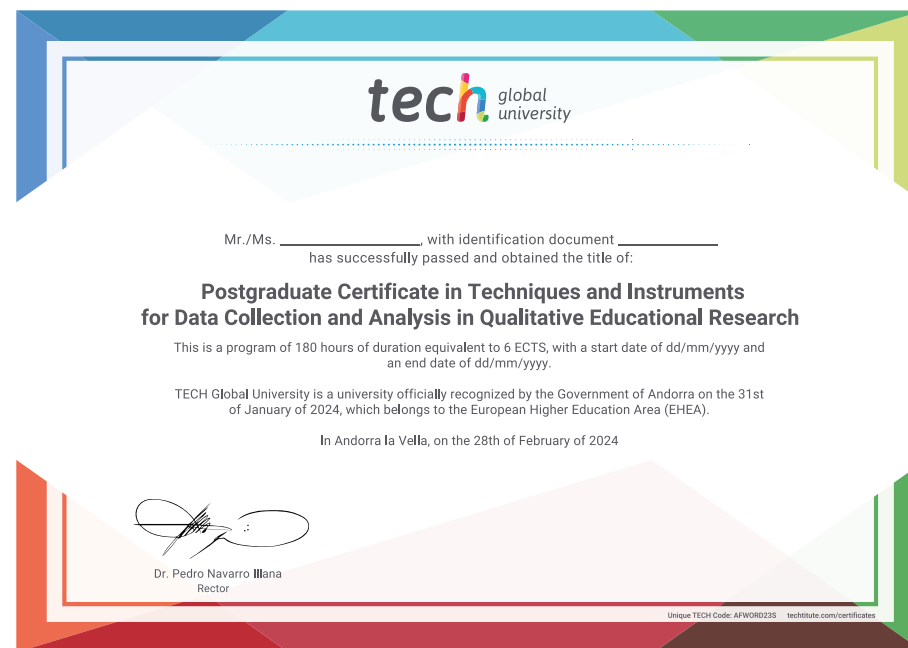 tech global university
Mr./Ms. ____________, with identification document ____________
has successfully passed and obtained the title of:
Postgraduate Certificate in Techniques and Instruments
for Data Collection and Analysis in Qualitative Educational Research
This is a program of 180 hours of duration equivalent to 6 ECTS, with a start date of dd/mm/yyyy and
an end date of dd/mm/yyyy.
TECH Global University is a university officially recognized by the Government of Andorra on the 31st
of January of 2024, which belongs to the European Higher Education Area (EHEA).
In Andorra la Vella, on the 28th of February of 2024
Dr. Pedro Navarro Illana
Rector
Unique TECH Code: AFWORD23S techtitute.com/certificates